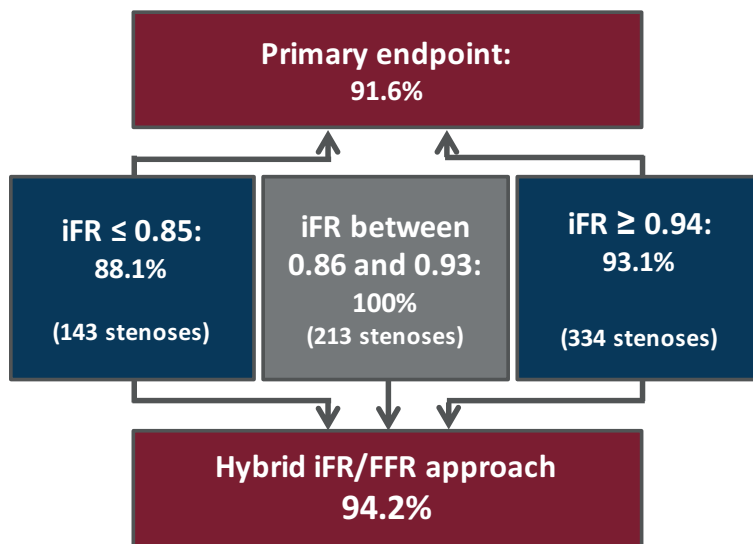 Primary endpoint:
91.6%
iFR ≤ 0.85:
88.1%
(143 stenoses)
iFR between
0.86 and 0.93:
100%
(213 stenoses)
iFR ≥ 0.94:
93.1%
(334 stenoses)
Hybrid iFR/FFR approach
94.2%